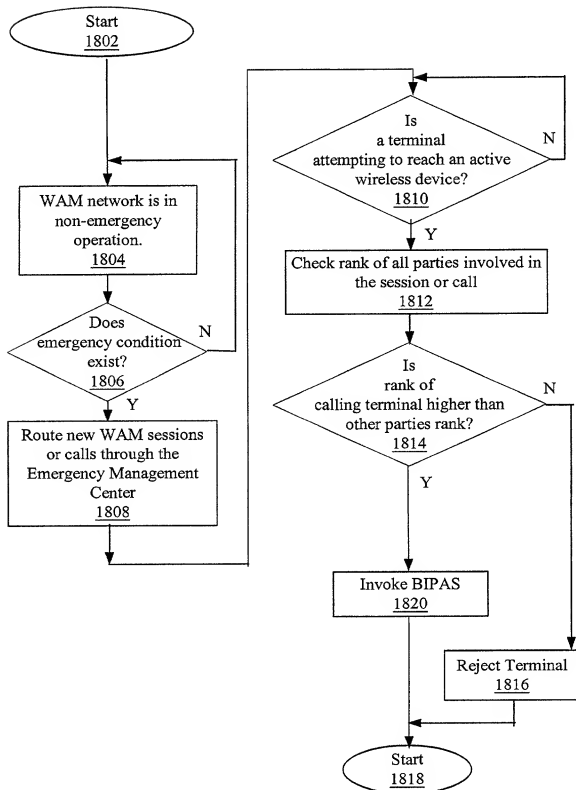 Start
1802
WAM network is in
non-emergency
operation.
1804
Does
emergency condition
exist?
1806
N
Y
Route new WAM sessions
or calls through the
Emergency Management
Center
1808
Is
a terminal
attempting to reach an active
wireless device?
1810
N
Y
Check rank of all parties involved in
the session or call
1812
Is
rank of
calling terminal higher than
other parties rank?
1814
N
Y
Invoke BIPAS
1820
Reject Terminal
1816
Start
1818